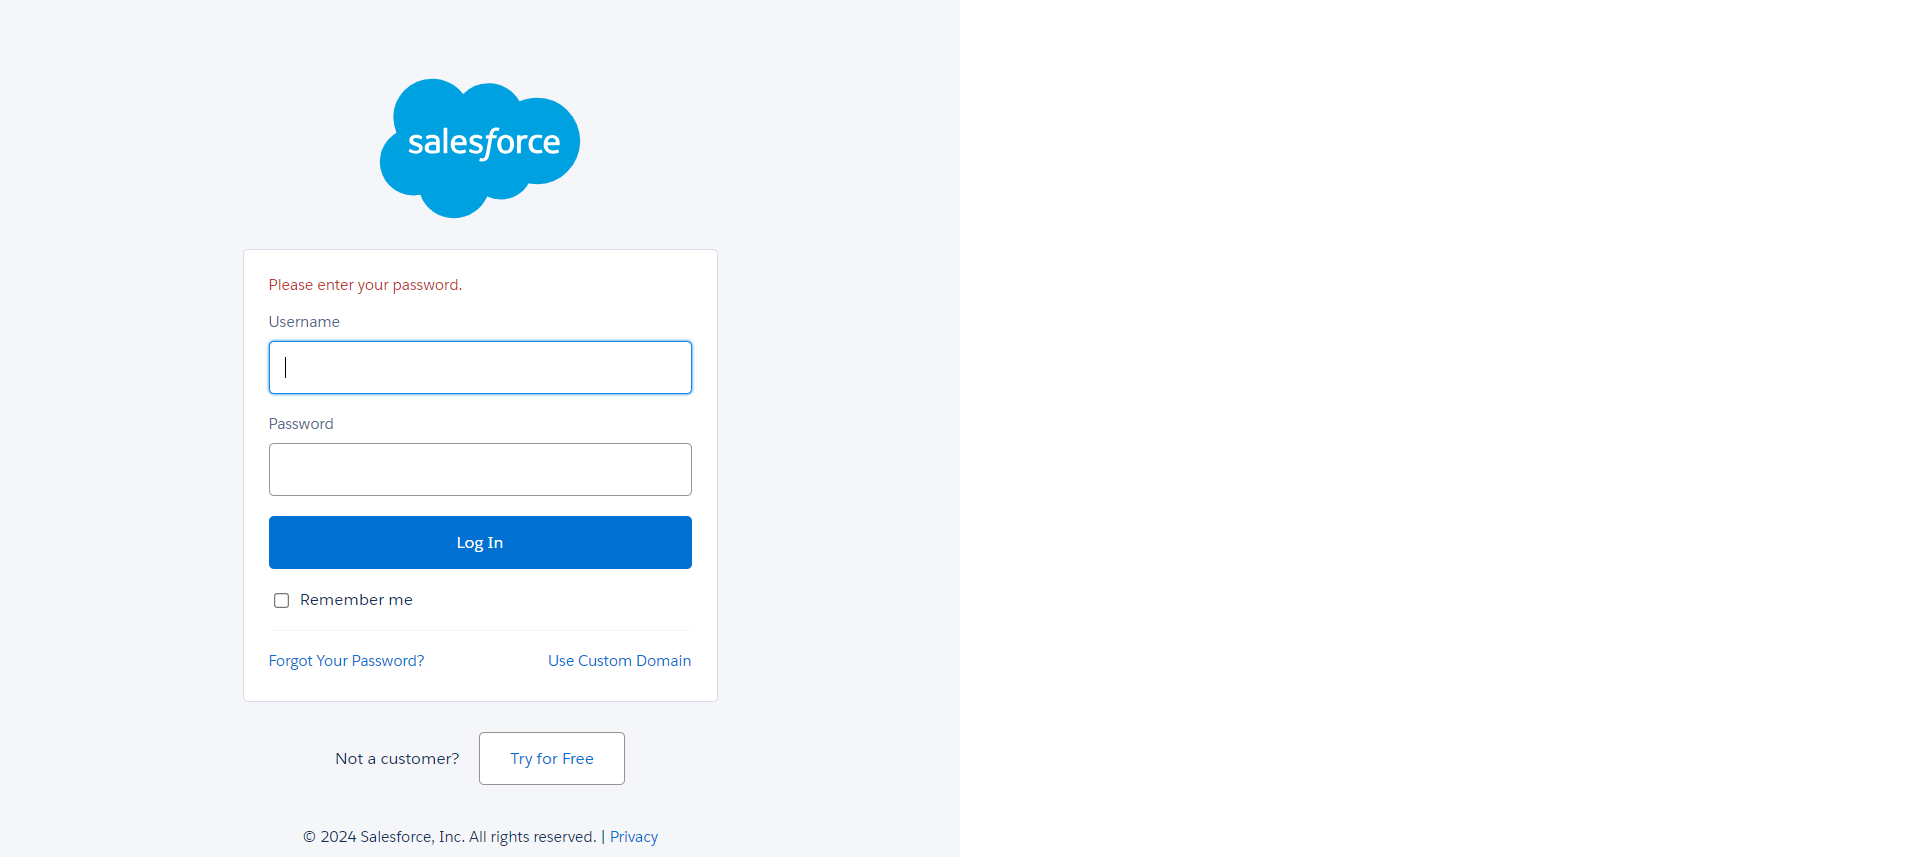 salesforce
Please enter your password.
Username
Password
Log In
Remember me
Forgot Your Password? Use Custom Domain
Not a customer? Try for Free
© 2024 Salesforce, Inc. All rights reserved. | Privacy